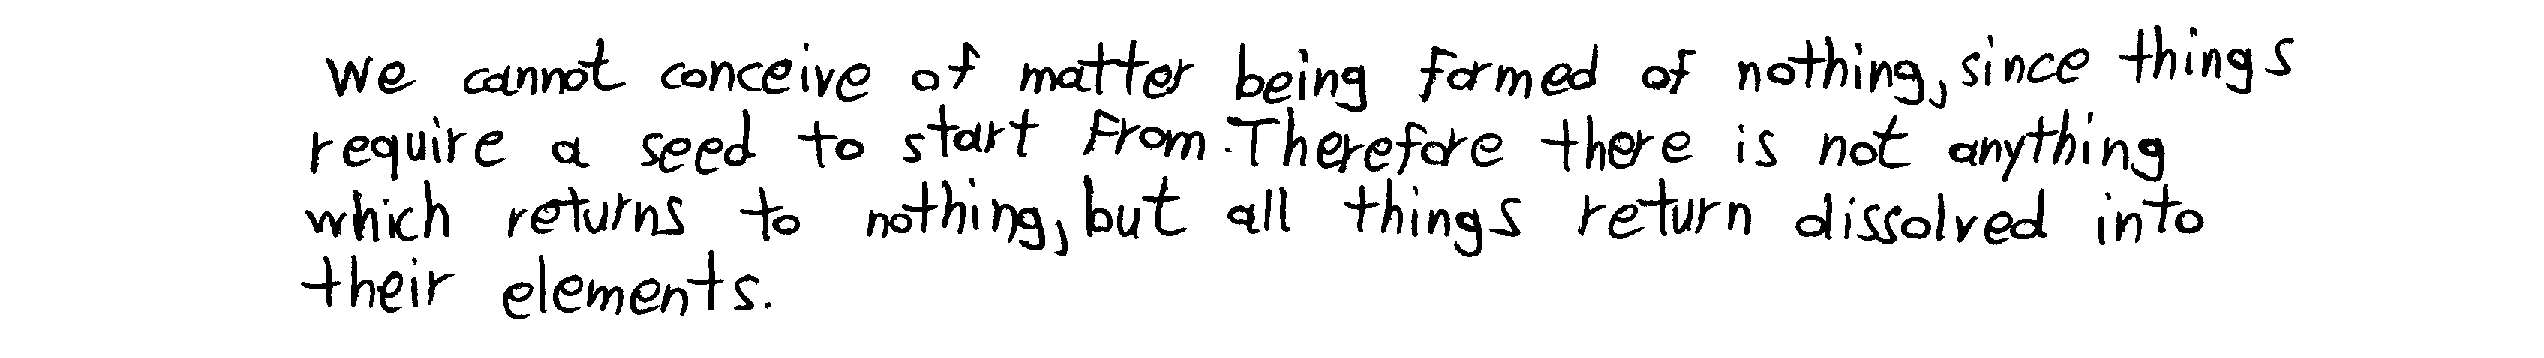 We cannot conceive of matter being formed of nothing, since things
require a seed to start from. Therefore there is not anything
which returns to nothing, but all things return dissolved into
their elements.